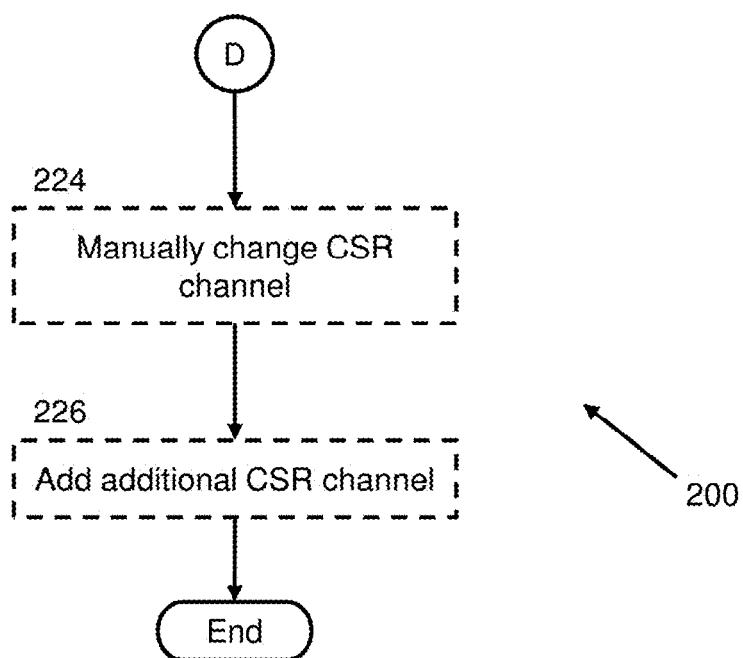 D
224
Manually change CSR
channel
226
Add additional CSR channel
200
End